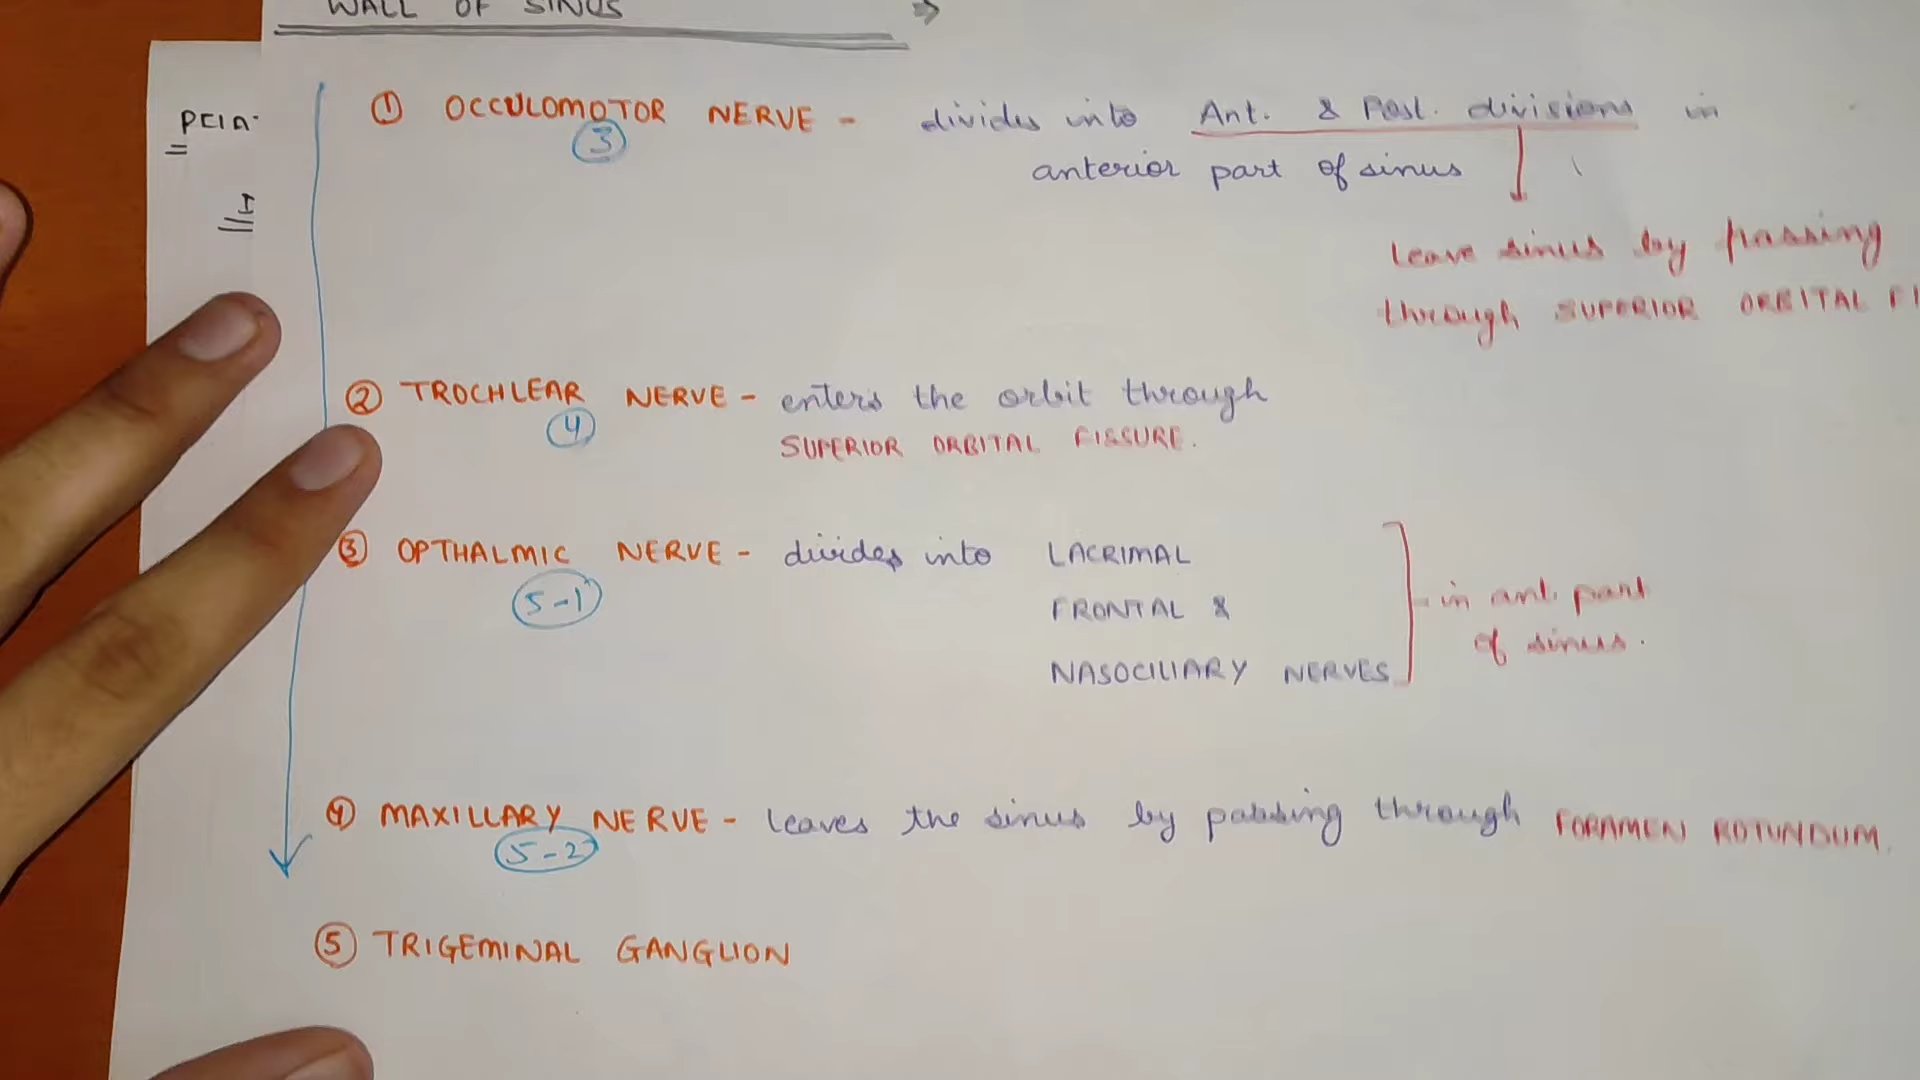 WALL OF SINUS
① OCCULOMOTOR NERVE - divides into Ant. & Post. divisions in
3
anterior part of sinus
leave sinus by passing
through SUPERIOR ORBITAL
② TROCHLEAR NERVE - enters the orbit through
4
SUPERIOR ORBITAL FISSURE.
③ OPTHALMIC NERVE - divides into LACRIMAL
5-1
FRONTAL &
NASOCILIARY NERVES
in ant. part
of sinus.
④ MAXILLARY NERVE - leaves the sinus by passing through FORAMEN ROTUNDUM.
5-2
⑤ TRIGEMINAL GANGLION